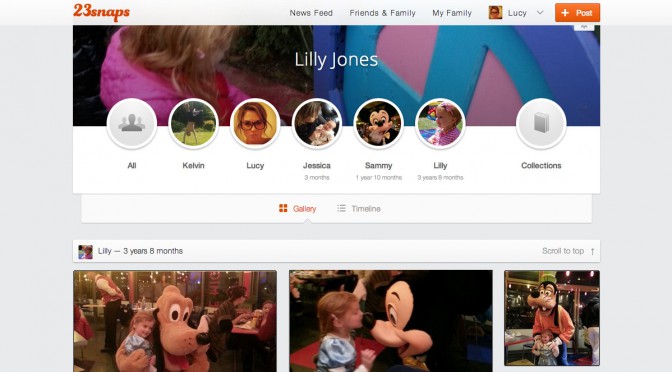 23snaps
News Feed Friends & Family My Family Lucy + Post
Lilly Jones
All Kelvin Lucy Jessica Sammy Lilly Collections
3 months 1 year 10 months 3 years 8 months
Gallery Timeline
Lilly — 3 years 8 months Scroll to top ↑